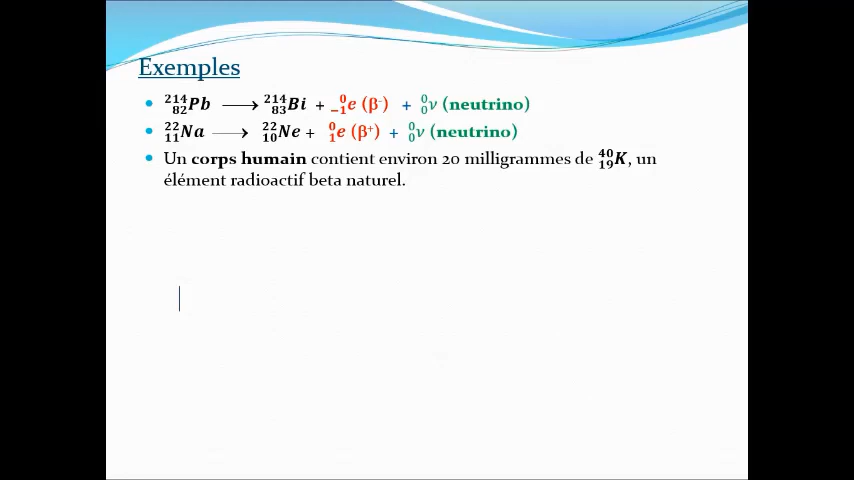 Exemples
• ²¹⁴₈₂Pb ⟶ ²¹⁴₈₃Bi + ⁰₋₁e (β⁻) + ⁰₀ν (neutrino)
• ²²₁₁Na ⟶ ²²₁₀Ne + ⁰₁e (β⁺) + ⁰₀ν (neutrino)
• Un corps humain contient environ 20 milligrammes de ⁴⁰₁₉K, un
élément radioactif beta naturel.